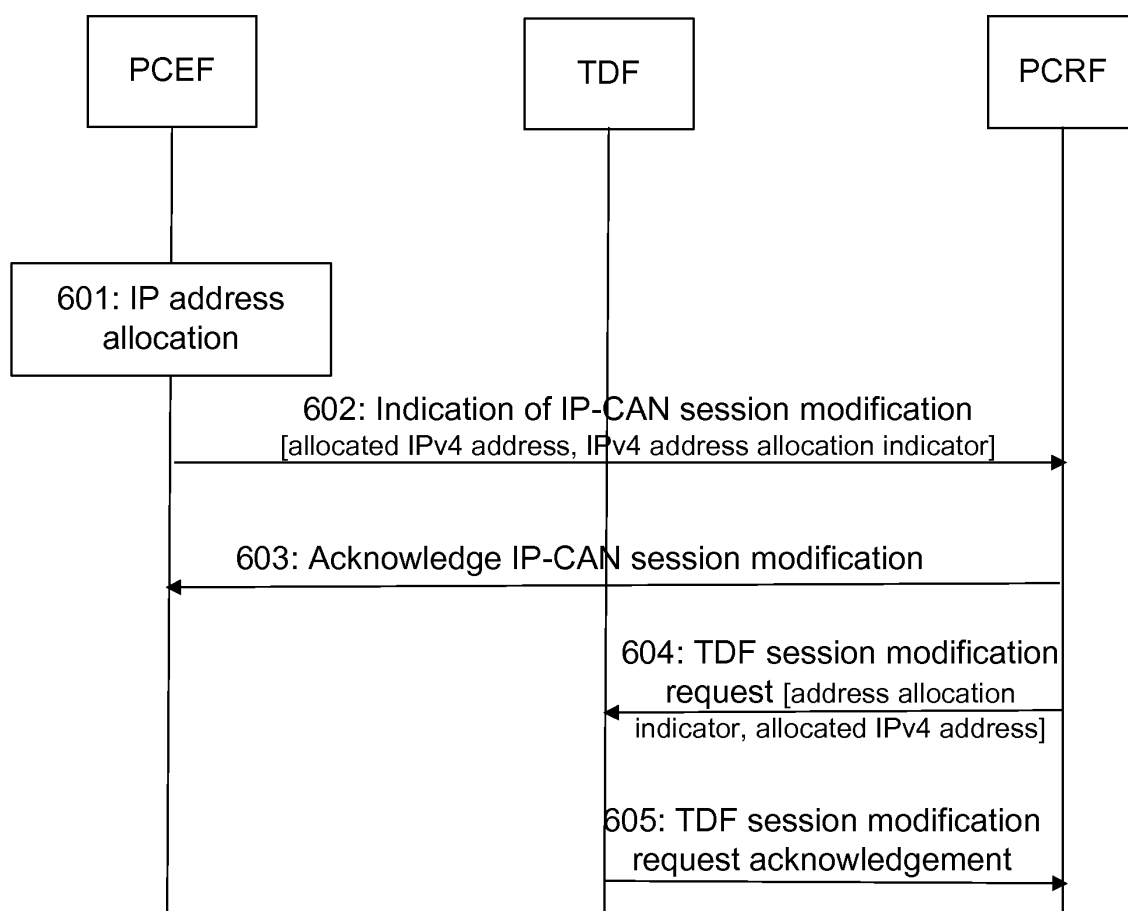 PCEF
TDF
PCRF
601: IP address
allocation
602: Indication of IP-CAN session modification
[allocated IPv4 address, IPv4 address allocation indicator]
603: Acknowledge IP-CAN session modification
604: TDF session modification
request [address allocation
indicator, allocated IPv4 address]
605: TDF session modification
request acknowledgement